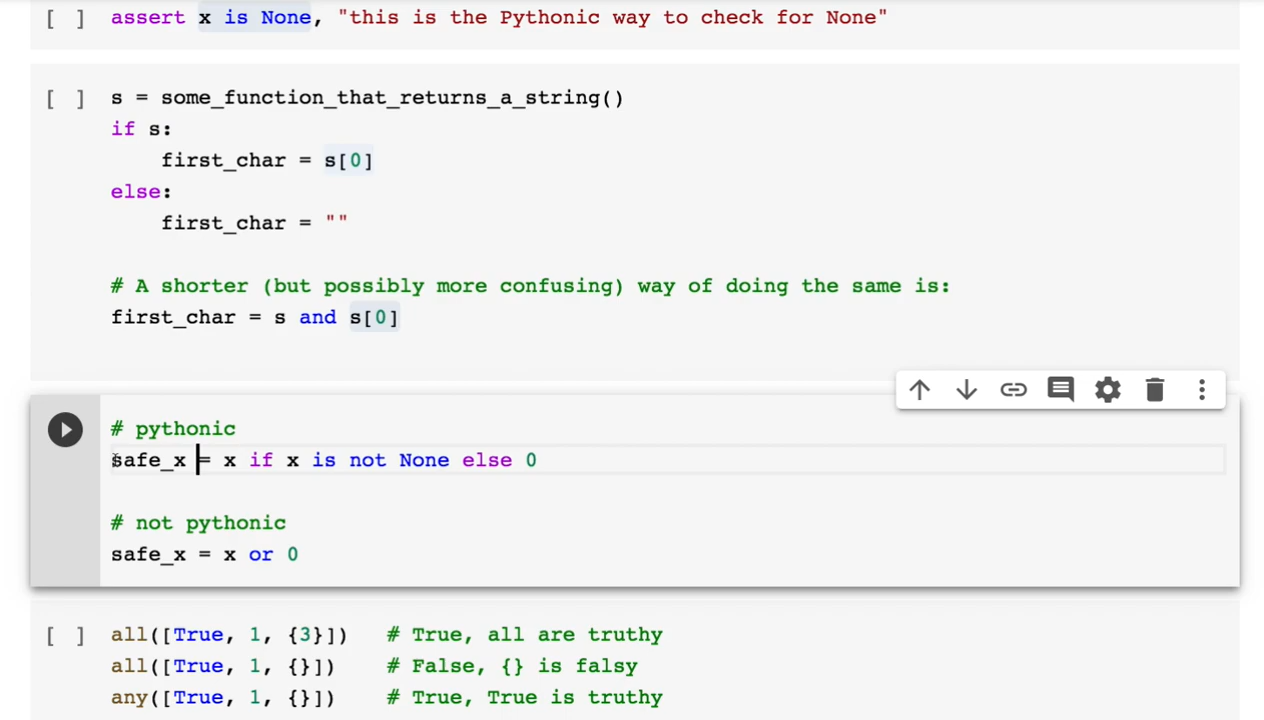 [ ] assert x is None, "this is the Pythonic way to check for None"
[ ] s = some_function_that_returns_a_string()
if s:
    first_char = s[0]
else:
    first_char = ""
# A shorter (but possibly more confusing) way of doing the same is:
first_char = s and s[0]
# pythonic
safe_x = x if x is not None else 0
# not pythonic
safe_x = x or 0
[ ] all([True, 1, {3}])   # True, all are truthy
all([True, 1, {}])   # False, {} is falsy
any([True, 1, {}])   # True, True is truthy